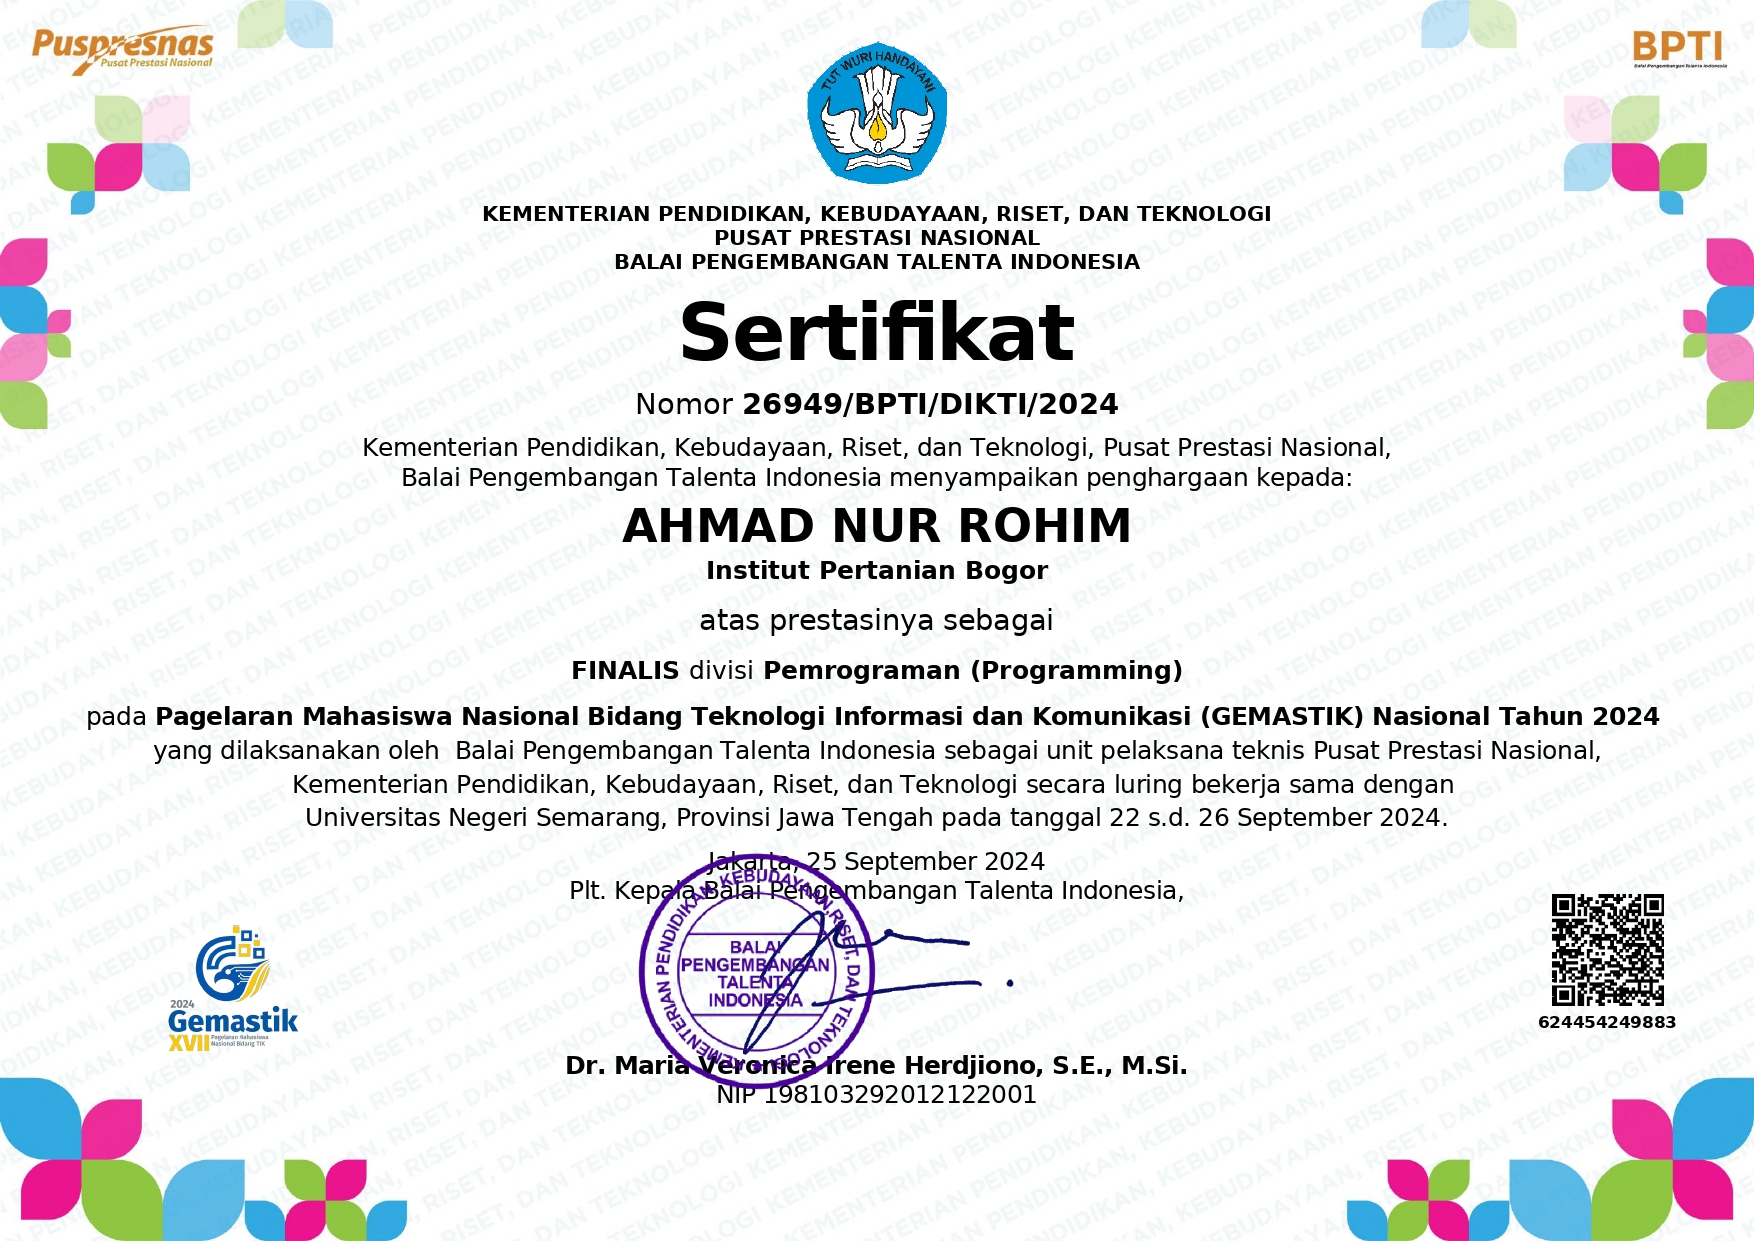 Puspresnas
Pusat Prestasi Nasional
BPTI
Balai Pengembangan Talenta Indonesia
TUT WURI HANDAYANI
KEMENTERIAN PENDIDIKAN, KEBUDAYAAN, RISET, DAN TEKNOLOGI
PUSAT PRESTASI NASIONAL
BALAI PENGEMBANGAN TALENTA INDONESIA
Sertifikat
Nomor 26949/BPTI/DIKTI/2024
Kementerian Pendidikan, Kebudayaan, Riset, dan Teknologi, Pusat Prestasi Nasional,
Balai Pengembangan Talenta Indonesia menyampaikan penghargaan kepada:
AHMAD NUR ROHIM
Institut Pertanian Bogor
atas prestasinya sebagai
FINALIS divisi Pemrograman (Programming)
pada Pagelaran Mahasiswa Nasional Bidang Teknologi Informasi dan Komunikasi (GEMASTIK) Nasional Tahun 2024
yang dilaksanakan oleh Balai Pengembangan Talenta Indonesia sebagai unit pelaksana teknis Pusat Prestasi Nasional,
Kementerian Pendidikan, Kebudayaan, Riset, dan Teknologi secara luring bekerja sama dengan
Universitas Negeri Semarang, Provinsi Jawa Tengah pada tanggal 22 s.d. 26 September 2024.
Jakarta, 25 September 2024
Plt. Kepala Balai Pengembangan Talenta Indonesia,
KEMENTERIAN PENDIDIKAN, KEBUDAYAAN, RISET, DAN TEKNOLOGI
BALAI
PENGEMBANGAN
TALENTA
INDONESIA
2024
Gemastik
XVII Pagelaran Mahasiswa
Nasional Bidang TIK
624454249883
Dr. Maria Veronica Irene Herdjiono, S.E., M.Si.
NIP 198103292012122001